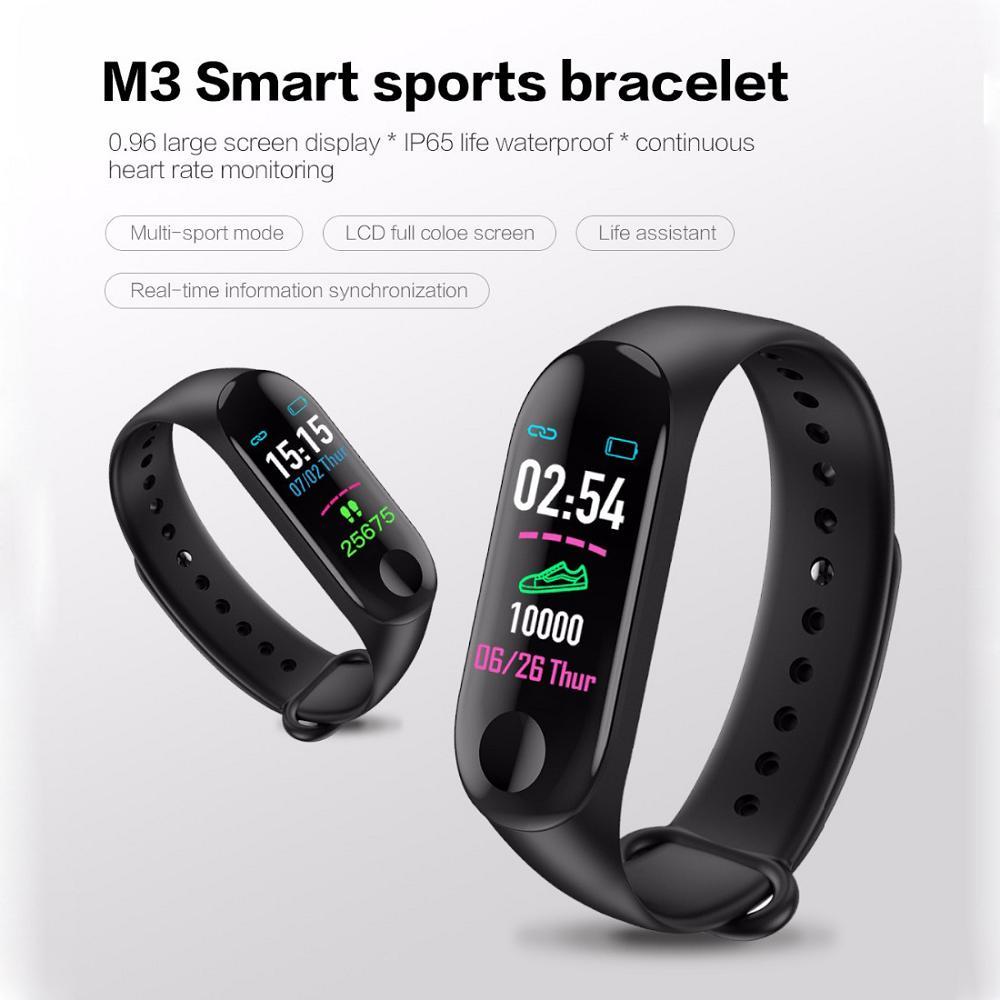 M3 Smart sports bracelet
0.96 large screen display * IP65 life waterproof * continuous
heart rate monitoring
Multi-sport mode
LCD full coloe screen
Life assistant
Real-time information synchronization
15:15
07/02 Thur
25675
02:54
10000
06/26 Thur